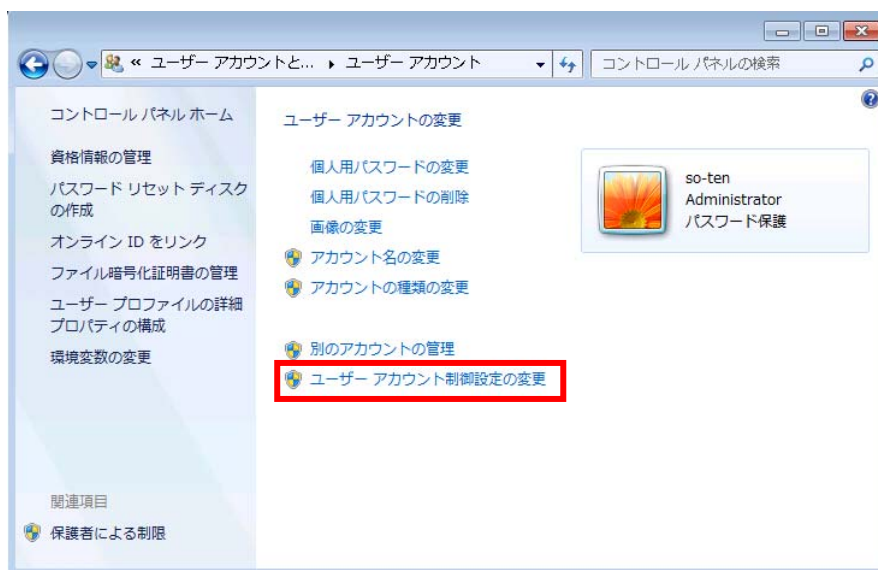 « ユーザー アカウントと... ▸ ユーザー アカウント
コントロール パネルの検索
コントロール パネル ホーム
資格情報の管理
パスワード リセット ディスク
の作成
オンライン ID をリンク
ファイル暗号化証明書の管理
ユーザー プロファイルの詳細
プロパティの構成
環境変数の変更
関連項目
保護者による制限
ユーザー アカウントの変更
個人用パスワードの変更
個人用パスワードの削除
画像の変更
アカウント名の変更
アカウントの種類の変更
別のアカウントの管理
ユーザー アカウント制御設定の変更
so-ten
Administrator
パスワード保護